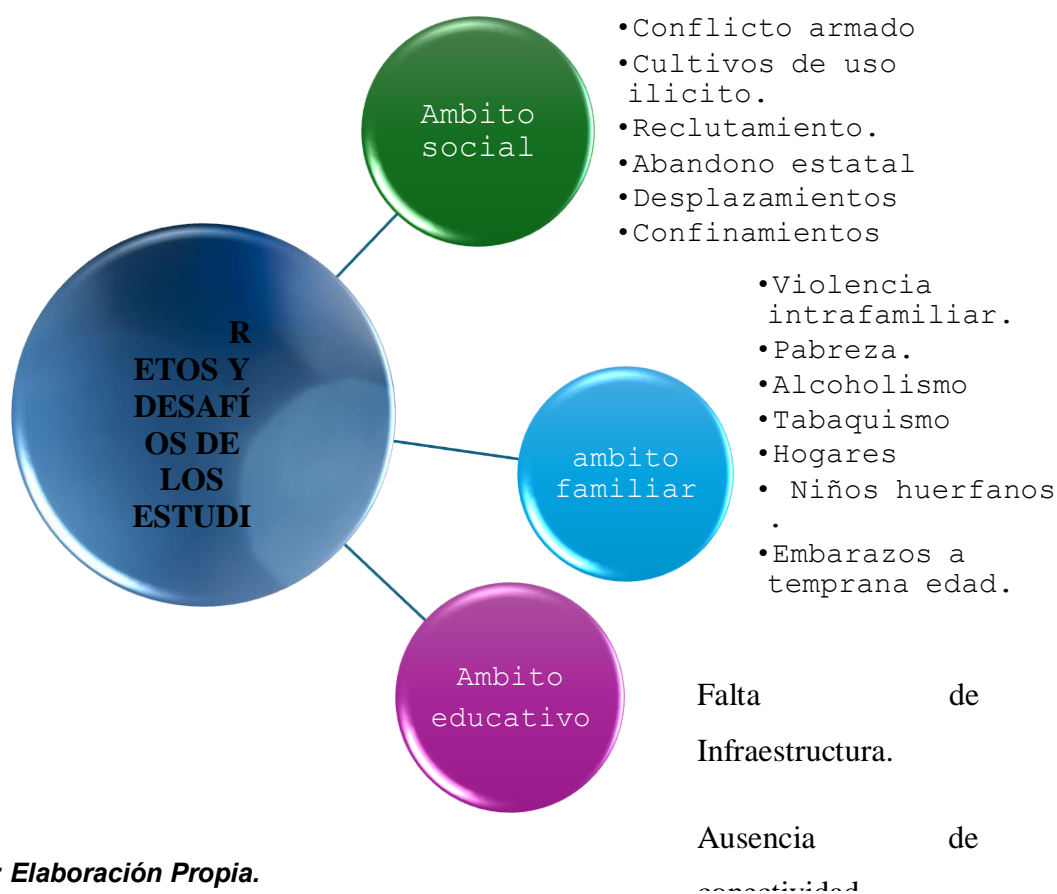 R
ETOS Y
DESAFÍ
OS DE
LOS
ESTUDI
Ambito
social
•Conflicto armado
•Cultivos de uso
ilicito.
•Reclutamiento.
•Abandono estatal
•Desplazamientos
•Confinamientos
ambito
familiar
•Violencia
intrafamiliar.
•Pabreza.
•Alcoholismo
•Tabaquismo
•Hogares
• Niños huerfanos
.
•Embarazos a
temprana edad.
Ambito
educativo
Falta de
Infraestructura.
Ausencia de
conectividad
: Elaboración Propia.